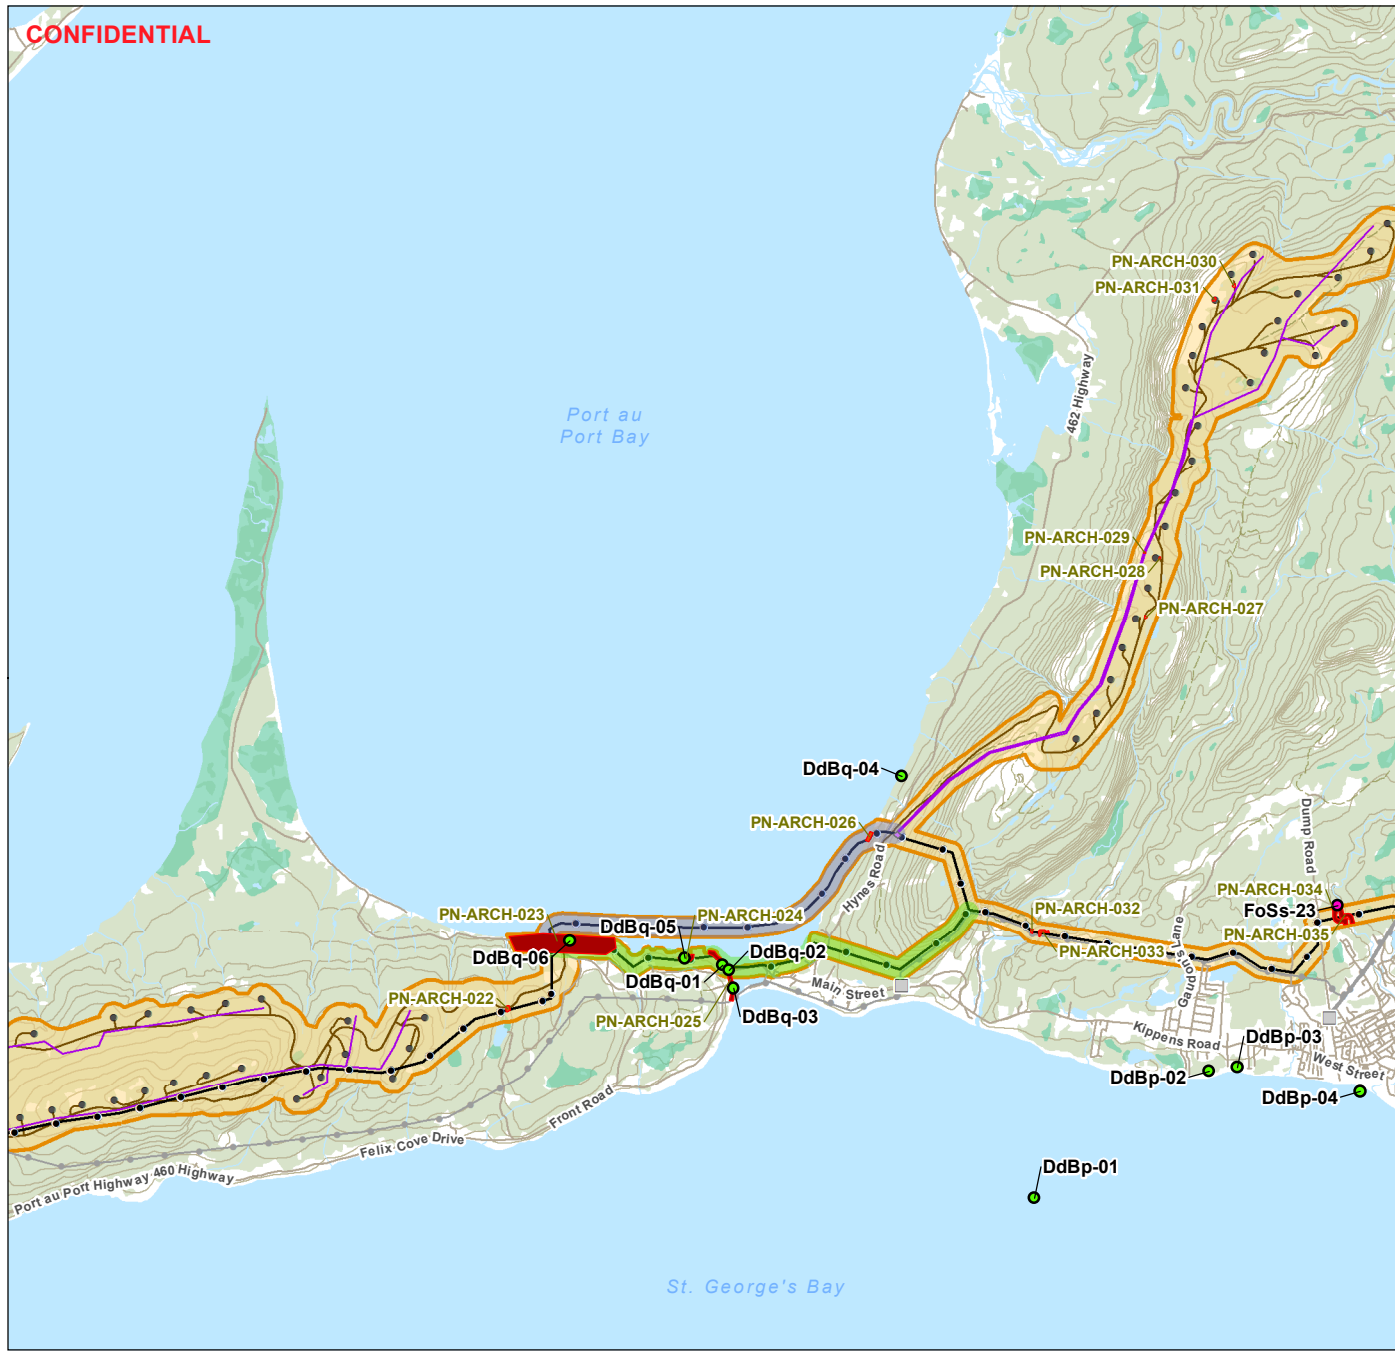 CONFIDENTIAL
PN-ARCH-030
PN-ARCH-031
462 Highway
Port au
Port Bay
PN-ARCH-029
PN-ARCH-028
PN-ARCH-027
DdBq-04
PN-ARCH-026
Hynes Road
Dump Road
PN-ARCH-034
FoSs-23
PN-ARCH-035
PN-ARCH-023
DdBq-05
PN-ARCH-024
PN-ARCH-032
PN-ARCH-033
DdBq-06
DdBq-02
DdBq-01
Main Street
Gaudons Lane
PN-ARCH-022
PN-ARCH-025
DdBq-03
Kippens Road
DdBp-03
West Street
DdBp-02
DdBp-04
Front Road
Felix Cove Drive
Port au Port Highway 460 Highway
DdBp-01
St. George's Bay